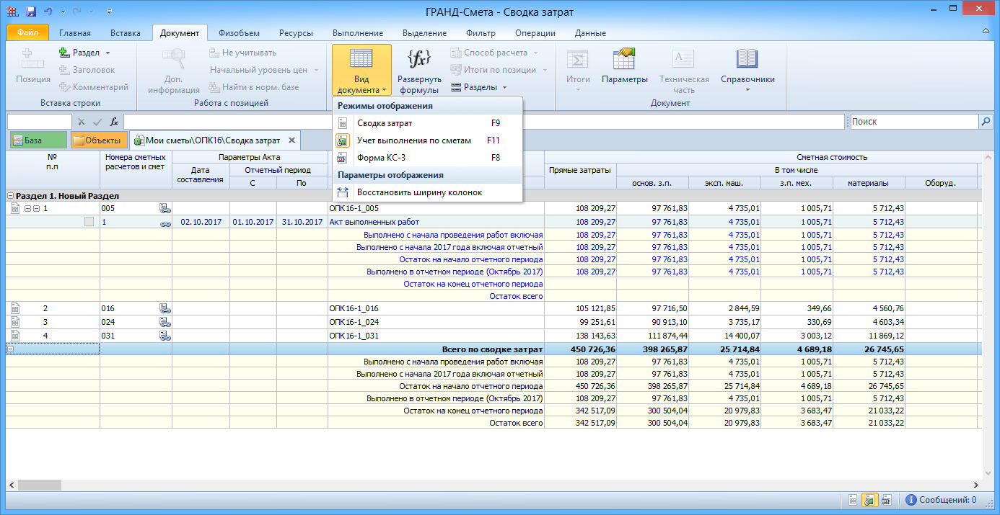 ГРАНД-Смета - Сводка затрат
Файл Главная Вставка Документ Физобъем Ресурсы Выполнение Выделение Фильтр Операции Данные
Позиция
Раздел
Заголовок
Комментарий
Вставка строки
Доп. информация
Не учитывать
Начальный уровень цен
Найти в норм. базе
Работа с позицией
Вид документа
Развернуть формулы
Способ расчета
Итоги по позиции
Разделы
Итоги
Параметры
Техническая часть
Справочники
Документ
Режимы отображения
Сводка затрат F9
Учет выполнения по сметам F11
Форма КС-3 F8
Параметры отображения
Восстановить ширину колонок
fx
Поиск
База Объекты Мои сметы\ОПК16\Сводка затрат
№ п.п
Номера сметных расчетов и смет
Параметры Акта
Дата составления
Отчетный период
С По
Сметная стоимость
Прямые затраты
В том числе
основ. з.п. эксп. маш. з.п. мех. материалы Оборуд.
Раздел 1. Новый Раздел
1 005 ОПК16-1_005 108 209,27 97 761,83 4 735,01 1 005,71 5 712,43
1 02.10.2017 01.10.2017 31.10.2017 Акт выполненных работ 108 209,27 97 761,83 4 735,01 1 005,71 5 712,43
Выполнено с начала проведения работ включая 108 209,27 97 761,83 4 735,01 1 005,71 5 712,43
Выполнено с начала 2017 года включая отчетный 108 209,27 97 761,83 4 735,01 1 005,71 5 712,43
Остаток на начало отчетного периода 108 209,27 97 761,83 4 735,01 1 005,71 5 712,43
Выполнено в отчетном периоде (Октябрь 2017) 108 209,27 97 761,83 4 735,01 1 005,71 5 712,43
Остаток на конец отчетного периода
Остаток всего
2 016 ОПК16-1_016 105 121,85 97 716,50 2 844,59 349,66 4 560,76
3 024 ОПК16-1_024 99 251,61 90 913,10 3 735,17 330,69 4 603,34
4 031 ОПК16-1_031 138 143,63 111 874,44 14 400,07 3 003,12 11 869,12
Всего по сводке затрат 450 726,36 398 265,87 25 714,84 4 689,18 26 745,65
Выполнено с начала проведения работ включая 108 209,27 97 761,83 4 735,01 1 005,71 5 712,43
Выполнено с начала 2017 года включая отчетный 108 209,27 97 761,83 4 735,01 1 005,71 5 712,43
Остаток на начало отчетного периода 450 726,36 398 265,87 25 714,84 4 689,18 26 745,65
Выполнено в отчетном периоде (Октябрь 2017) 108 209,27 97 761,83 4 735,01 1 005,71 5 712,43
Остаток на конец отчетного периода 342 517,09 300 504,04 20 979,83 3 683,47 21 033,22
Остаток всего 342 517,09 300 504,04 20 979,83 3 683,47 21 033,22
Сообщений: 0